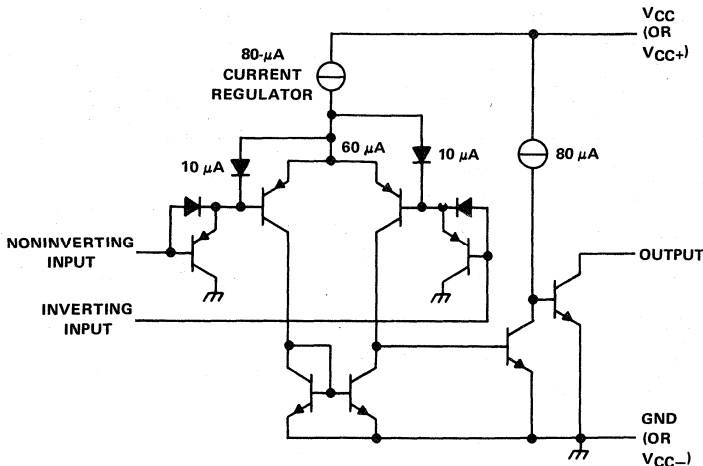 VCC
(OR
VCC+)
80-μA
CURRENT
REGULATOR
60 μA
10 μA
10 μA
80 μA
NONINVERTING
INPUT
OUTPUT
INVERTING
INPUT
GND
(OR
VCC−)